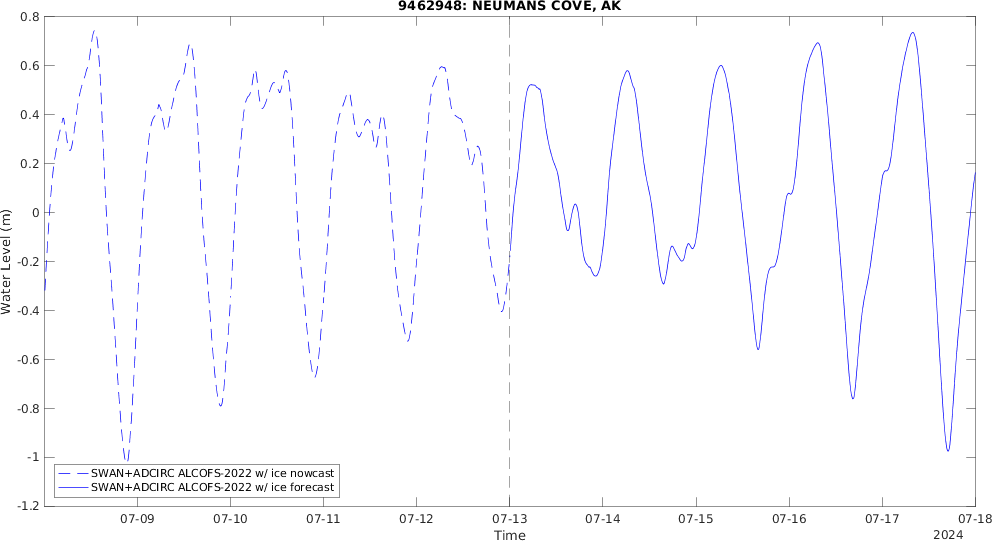 9462948: NEUMANS COVE, AK
Water Level (m)
0.8
0.6
0.4
0.2
0
-0.2
-0.4
-0.6
-0.8
-1
-1.2
SWAN+ADCIRC ALCOFS-2022 w/ ice nowcast
SWAN+ADCIRC ALCOFS-2022 w/ ice forecast
07-09 07-10 07-11 07-12 07-13 07-14 07-15 07-16 07-17 07-18
Time
2024